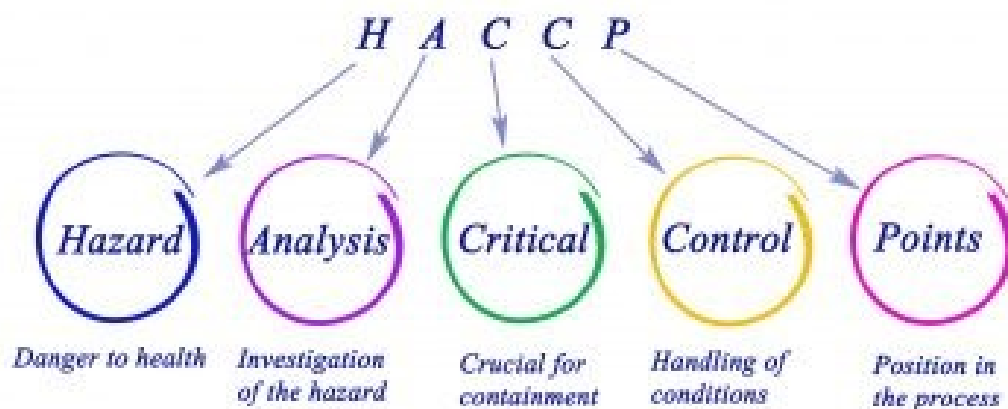 H A C C P
Hazard Analysis Critical Control Points
Danger to health
Investigation
of the hazard
Crucial for
containment
Handling of
conditions
Position in
the process